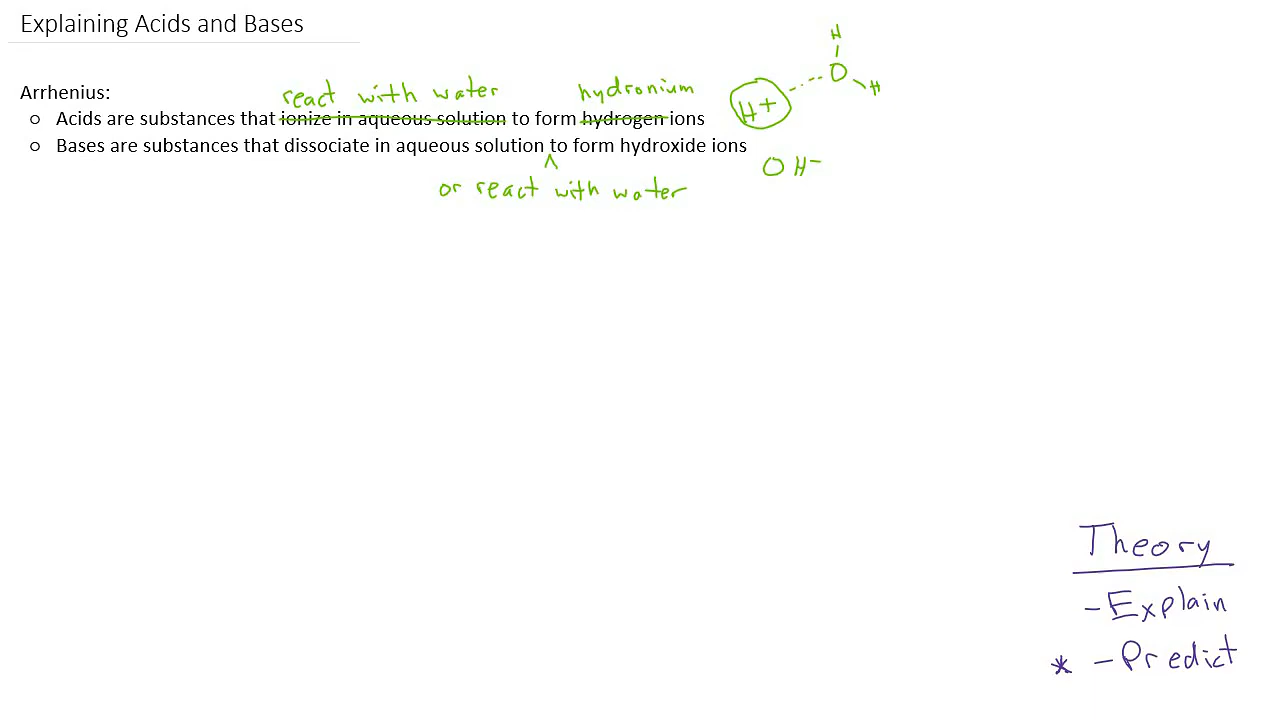 Explaining Acids and Bases
H
O
H
Arrhenius:
react with water hydronium
Acids are substances that ionize in aqueous solution to form hydrogen ions
H+
Bases are substances that dissociate in aqueous solution to form hydroxide ions
OH-
^
or react with water
Theory
- Explain
* - Predict